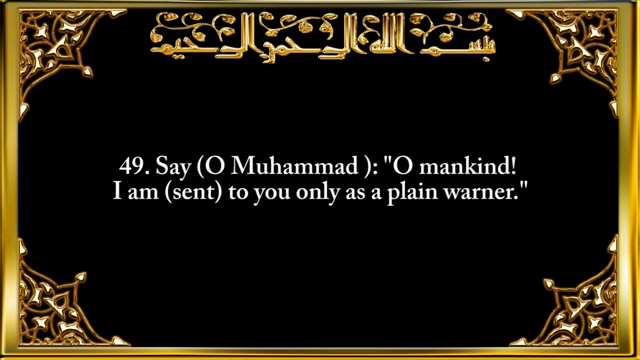 بسم الله الرحمن الرحيم
49. Say (O Muhammad ): "O mankind!
I am (sent) to you only as a plain warner."